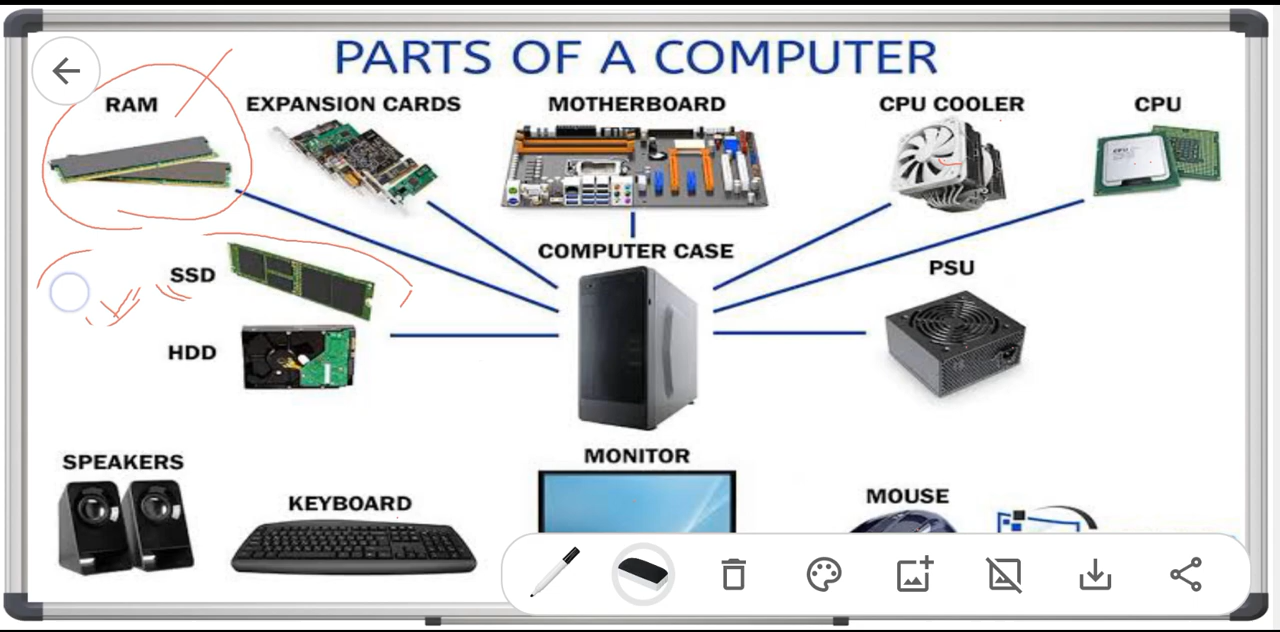 PARTS OF A COMPUTER
RAM
EXPANSION CARDS
MOTHERBOARD
CPU COOLER
CPU
COMPUTER CASE
SSD
PSU
HDD
SPEAKERS
KEYBOARD
MONITOR
MOUSE